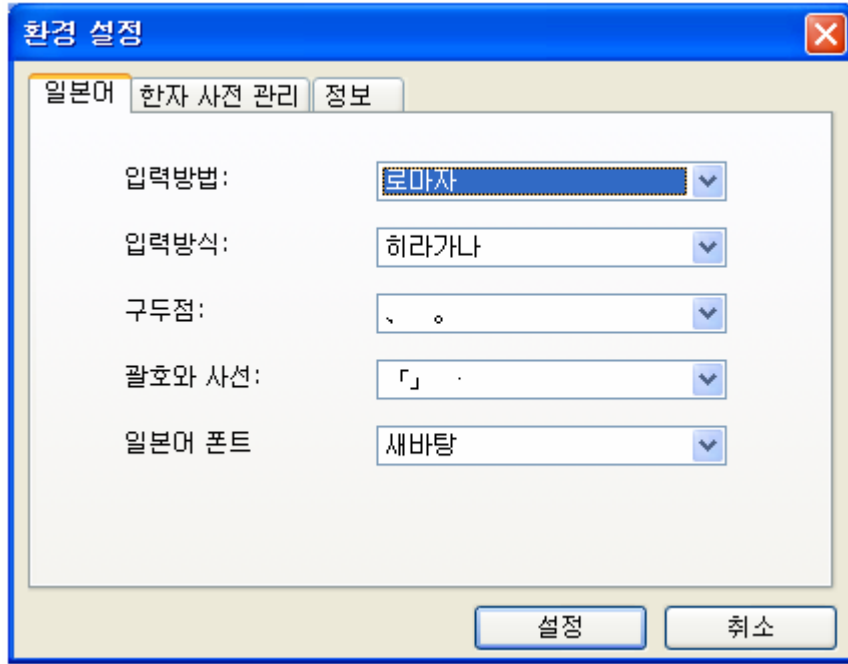 환경 설정
일본어 한자 사전 관리 정보
입력방법: 로마자
입력방식: 히라가나
구두점: 、 。
괄호와 사선: 「」 ·
일본어 폰트 새바탕
설정 취소